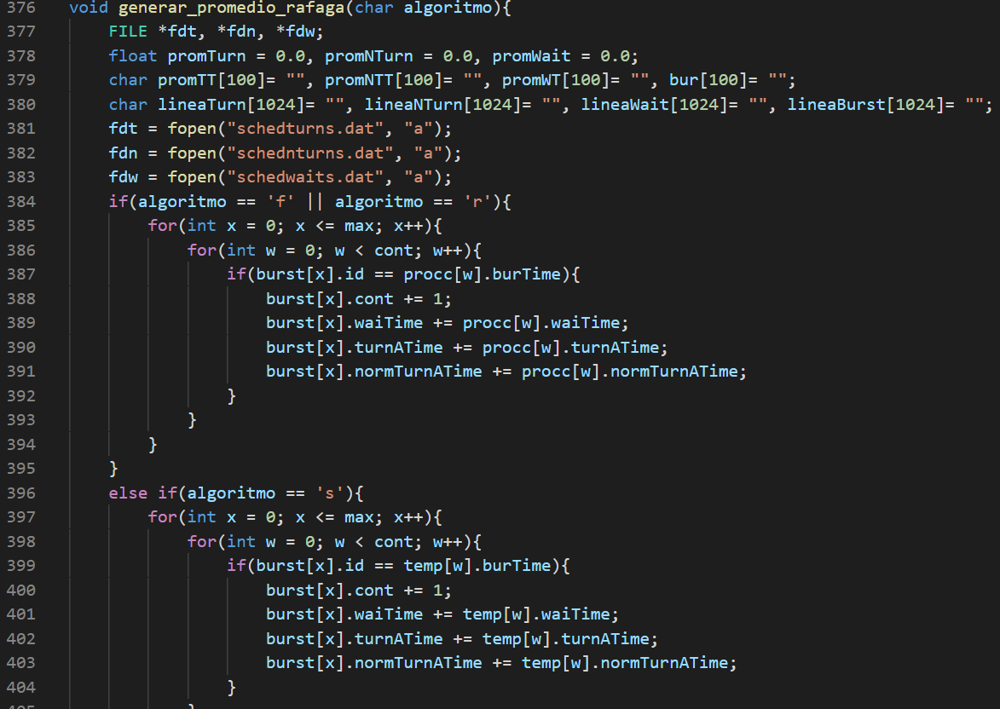 376 void generar_promedio_rafaga(char algoritmo){
377 FILE *fdt, *fdn, *fdw;
378 float promTurn = 0.0, promNTurn = 0.0, promWait = 0.0;
379 char promTT[100]= "", promNTT[100]= "", promWT[100]= "", bur[100]= "";
380 char lineaTurn[1024]= "", lineaNTurn[1024]= "", lineaWait[1024]= "", lineaBurst[1024]= "";
381 fdt = fopen("schedturns.dat", "a");
382 fdn = fopen("schednturns.dat", "a");
383 fdw = fopen("schedwaits.dat", "a");
384 if(algoritmo == 'f' || algoritmo == 'r'){
385 for(int x = 0; x <= max; x++){
386 for(int w = 0; w < cont; w++){
387 if(burst[x].id == procc[w].burTime){
388 burst[x].cont += 1;
389 burst[x].waiTime += procc[w].waiTime;
390 burst[x].turnATime += procc[w].turnATime;
391 burst[x].normTurnATime += procc[w].normTurnATime;
392 }
393 }
394 }
395 }
396 else if(algoritmo == 's'){
397 for(int x = 0; x <= max; x++){
398 for(int w = 0; w < cont; w++){
399 if(burst[x].id == temp[w].burTime){
400 burst[x].cont += 1;
401 burst[x].waiTime += temp[w].waiTime;
402 burst[x].turnATime += temp[w].turnATime;
403 burst[x].normTurnATime += temp[w].normTurnATime;
404 }